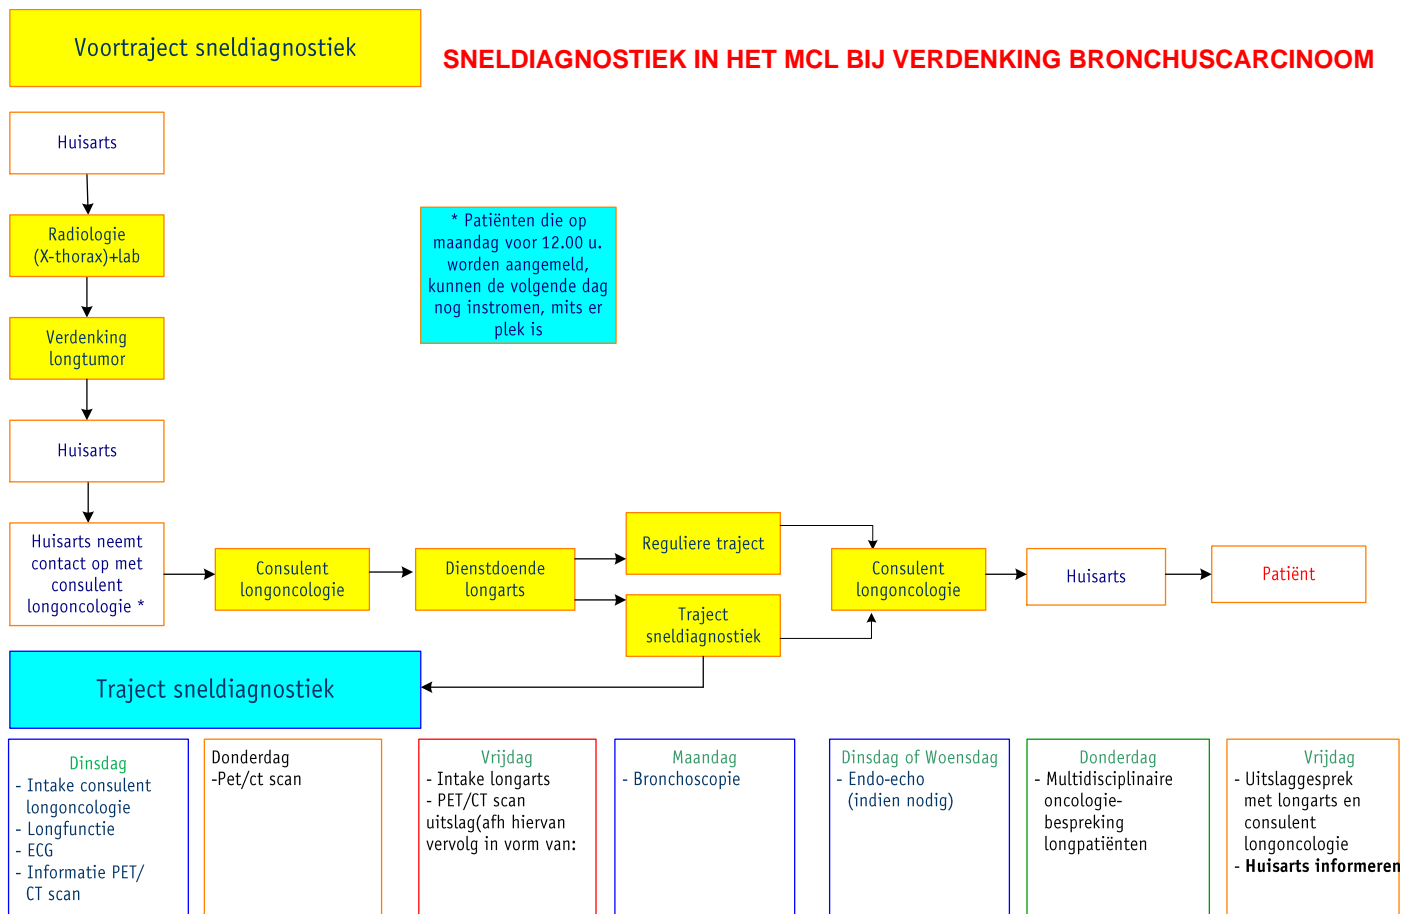 Voortraject sneldiagnostiek
SNELDIAGNOSTIEK IN HET MCL BIJ VERDENKING BRONCHUSCARCINOOM
Huisarts
Radiologie
(X-thorax)+lab
* Patiënten die op
maandag voor 12.00 u.
worden aangemeld,
kunnen de volgende dag
nog instromen, mits er
plek is
Verdenking
longtumor
Huisarts
Huisarts neemt
contact op met
consulent
longoncologie *
Consulent
longoncologie
Dienstdoende
longarts
Reguliere traject
Traject
sneldiagnostiek
Consulent
longoncologie
Huisarts
Patiënt
Traject sneldiagnostiek
Dinsdag
- Intake consulent
longoncologie
- Longfunctie
- ECG
- Informatie PET/
CT scan
Donderdag
-Pet/ct scan
Vrijdag
- Intake longarts
- PET/CT scan
uitslag(afh hiervan
vervolg in vorm van:
Maandag
- Bronchoscopie
Dinsdag of Woensdag
- Endo-echo
(indien nodig)
Donderdag
- Multidisciplinaire
oncologie-
bespreking
longpatiënten
Vrijdag
- Uitslaggesprek
met longarts en
consulent
longoncologie
- Huisarts informeren